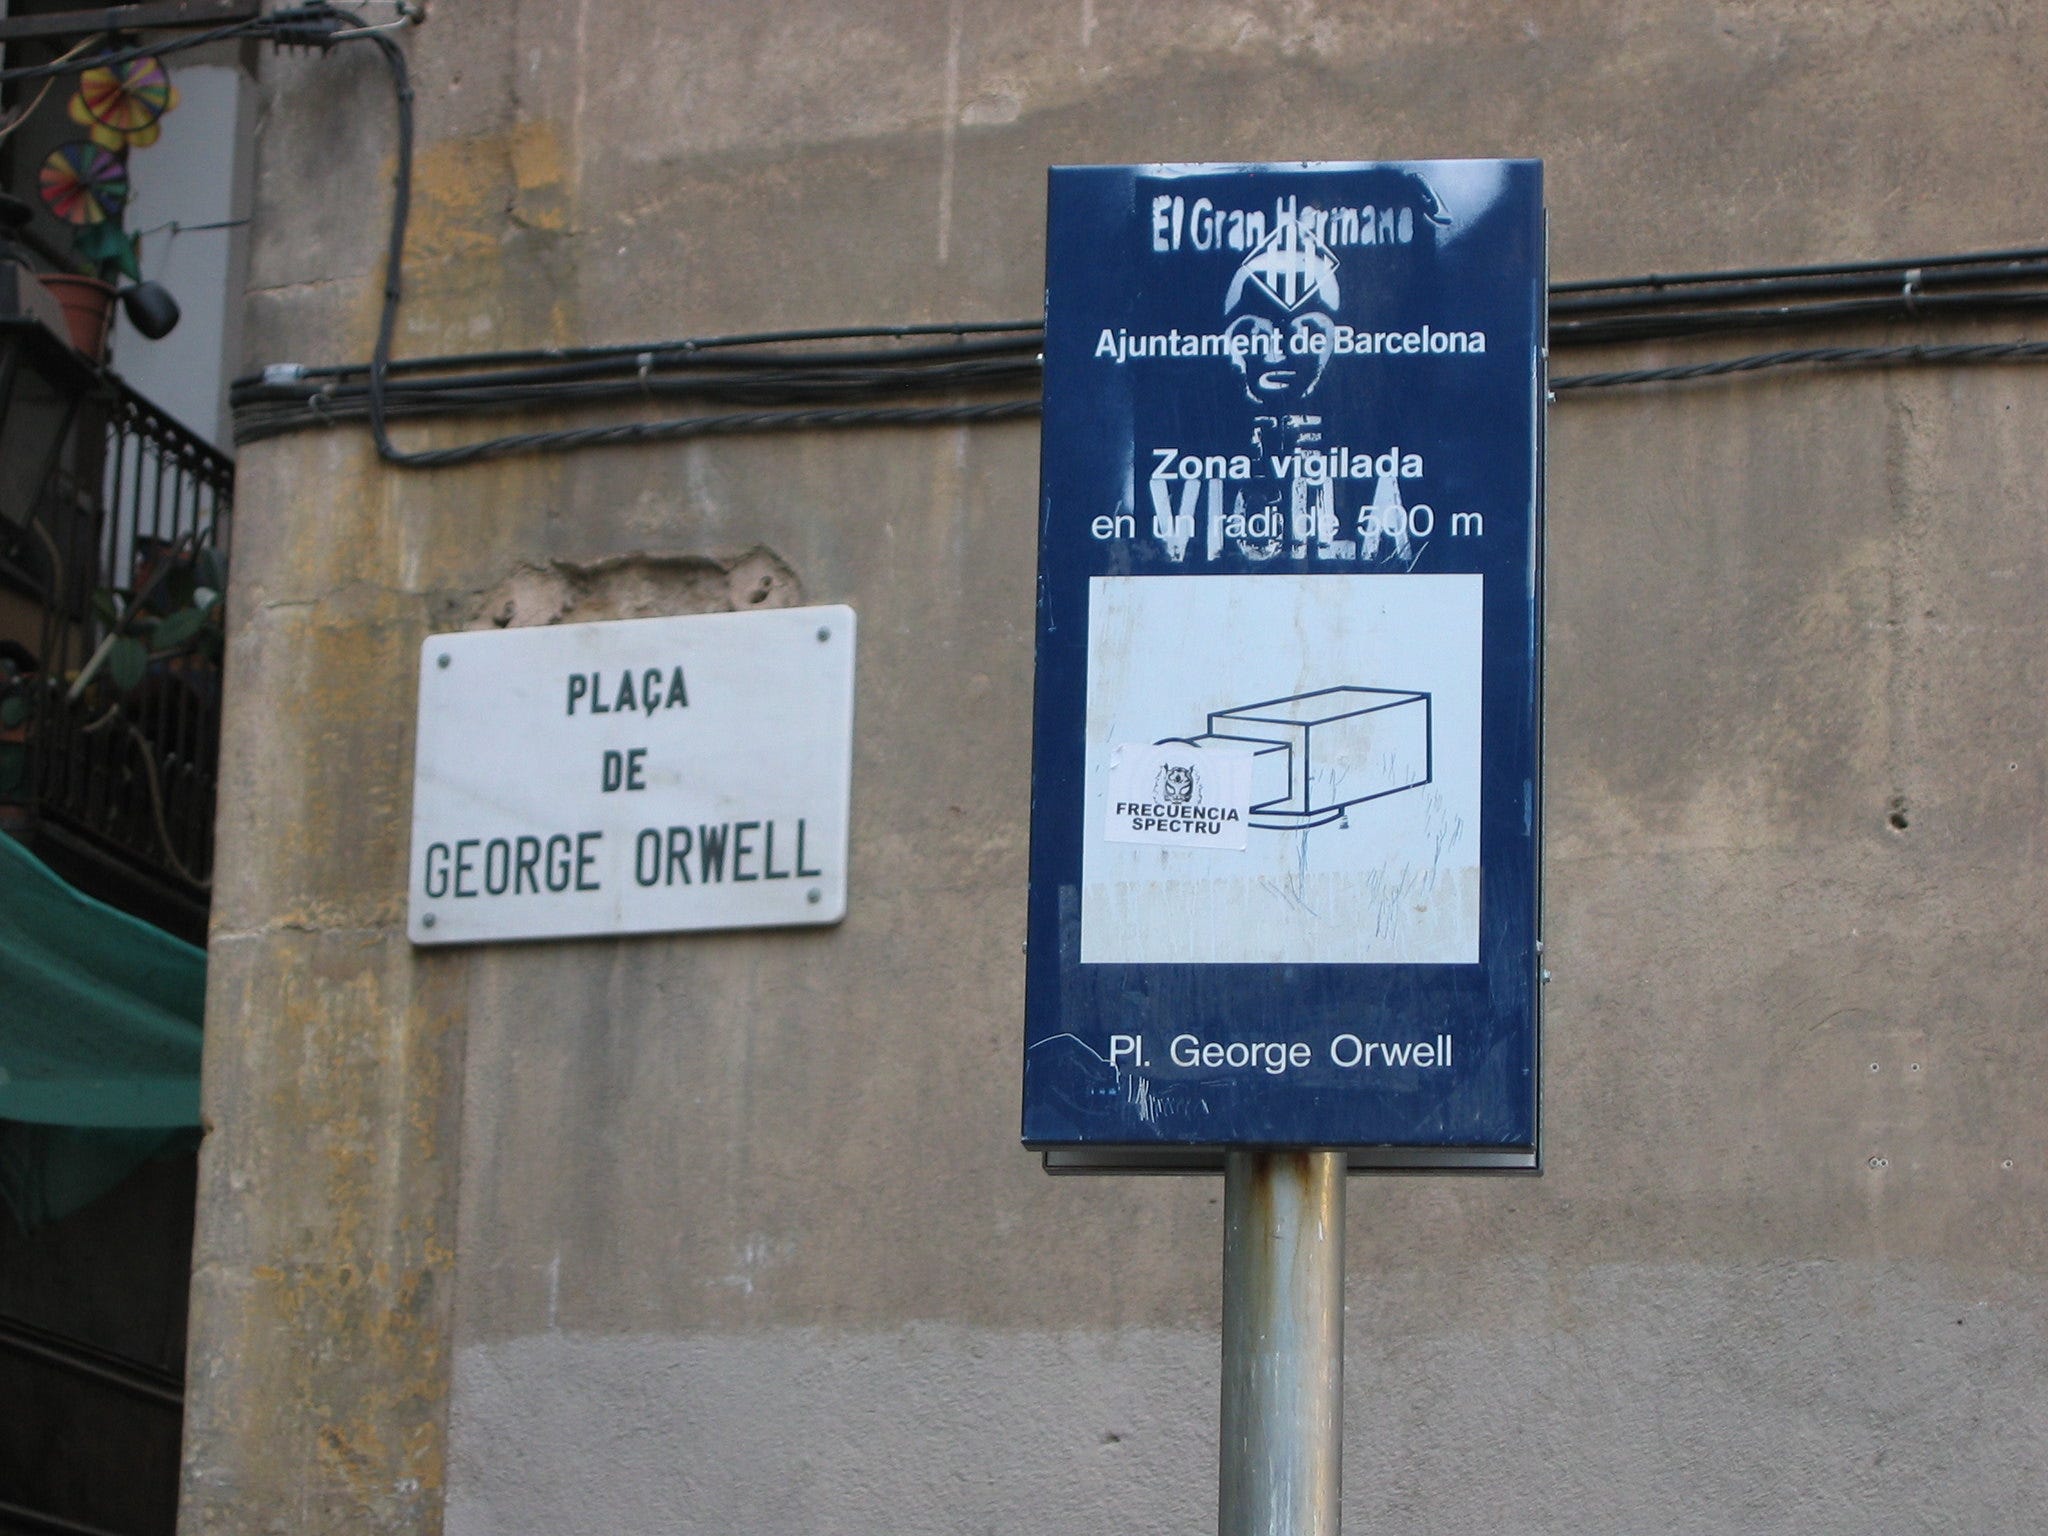 PLAÇA
DE
GEORGE ORWELL
El Gran Hermano
Ajuntament de Barcelona
TE
Zona vigilada
VIGILA
en un radi de 500 m
FRECUENCIA
SPECTRU
Pl. George Orwell